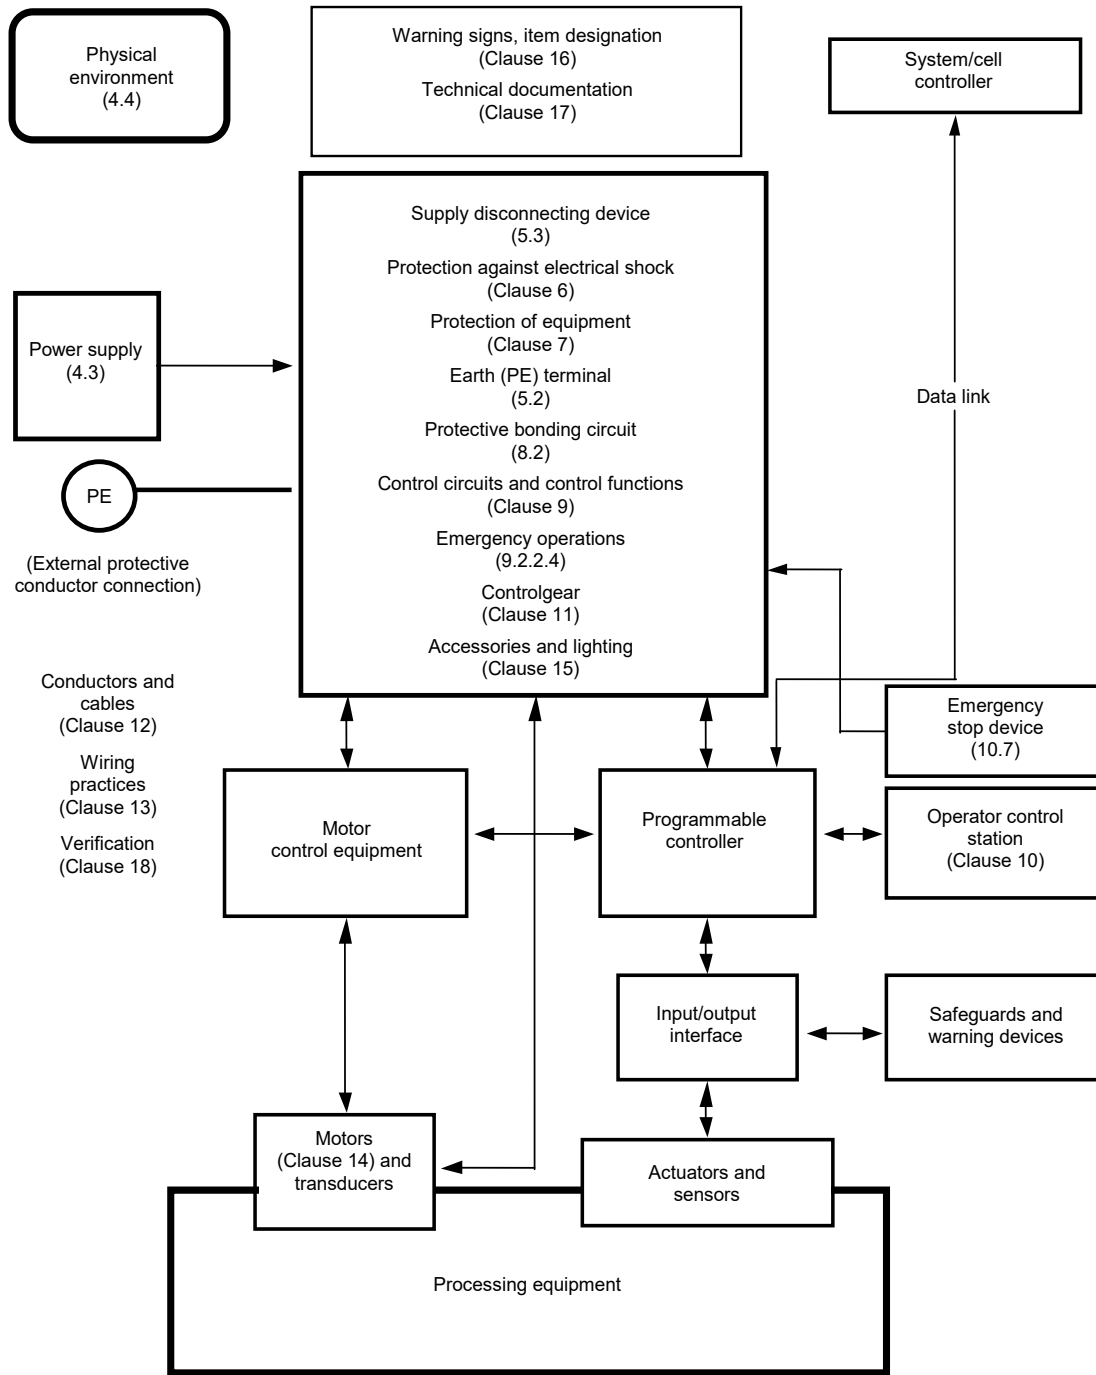 Physical
environment
(4.4)
Warning signs, item designation
(Clause 16)
Technical documentation
(Clause 17)
System/cell
controller
Supply disconnecting device
(5.3)
Protection against electrical shock
(Clause 6)
Protection of equipment
(Clause 7)
Earth (PE) terminal
(5.2)
Protective bonding circuit
(8.2)
Control circuits and control functions
(Clause 9)
Emergency operations
(9.2.2.4)
Controlgear
(Clause 11)
Accessories and lighting
(Clause 15)
Power supply
(4.3)
PE
(External protective
conductor connection)
Data link
Conductors and
cables
(Clause 12)
Wiring
practices
(Clause 13)
Verification
(Clause 18)
Emergency
stop device
(10.7)
Motor
control equipment
Programmable
controller
Operator control
station
(Clause 10)
Input/output
interface
Safeguards and
warning devices
Motors
(Clause 14) and
transducers
Actuators and
sensors
Processing equipment